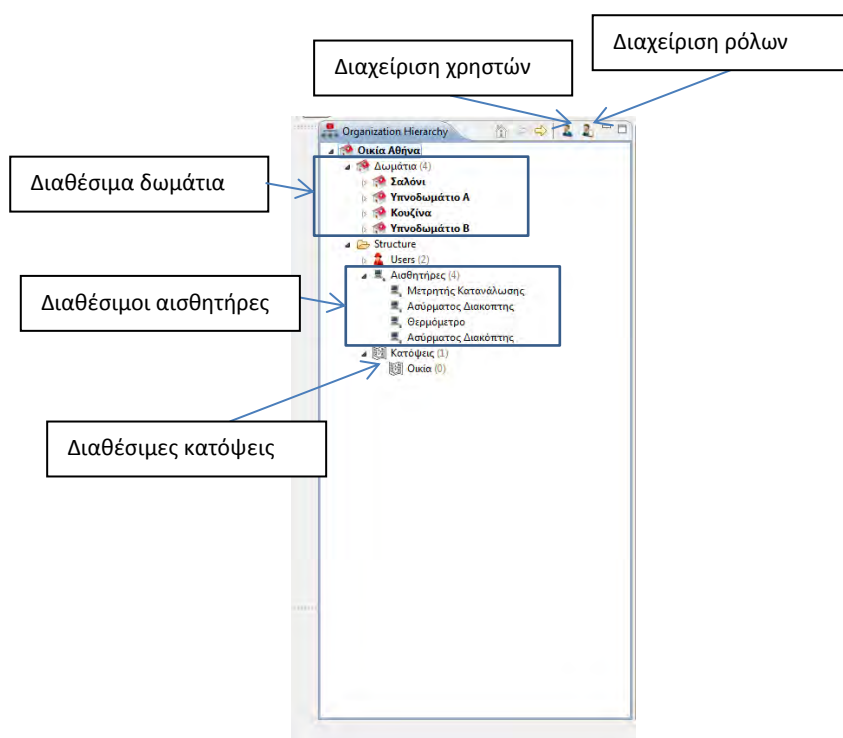 Διαχείριση ρόλων
Διαχείριση χρηστών
Organization Hierarchy
Οικία Αθήνα
Δωμάτια (4)
Διαθέσιμα δωμάτια
Σαλόνι
Υπνοδωμάτιο Α
Κουζίνα
Υπνοδωμάτιο Β
Structure
Users (2)
Αισθητήρες (4)
Διαθέσιμοι αισθητήρες
Μετρητής Κατανάλωσης
Ασύρματος Διακοπτης
Θερμόμετρο
Ασύρματος Διακόπτης
Κατόψεις (1)
Οικία (0)
Διαθέσιμες κατόψεις